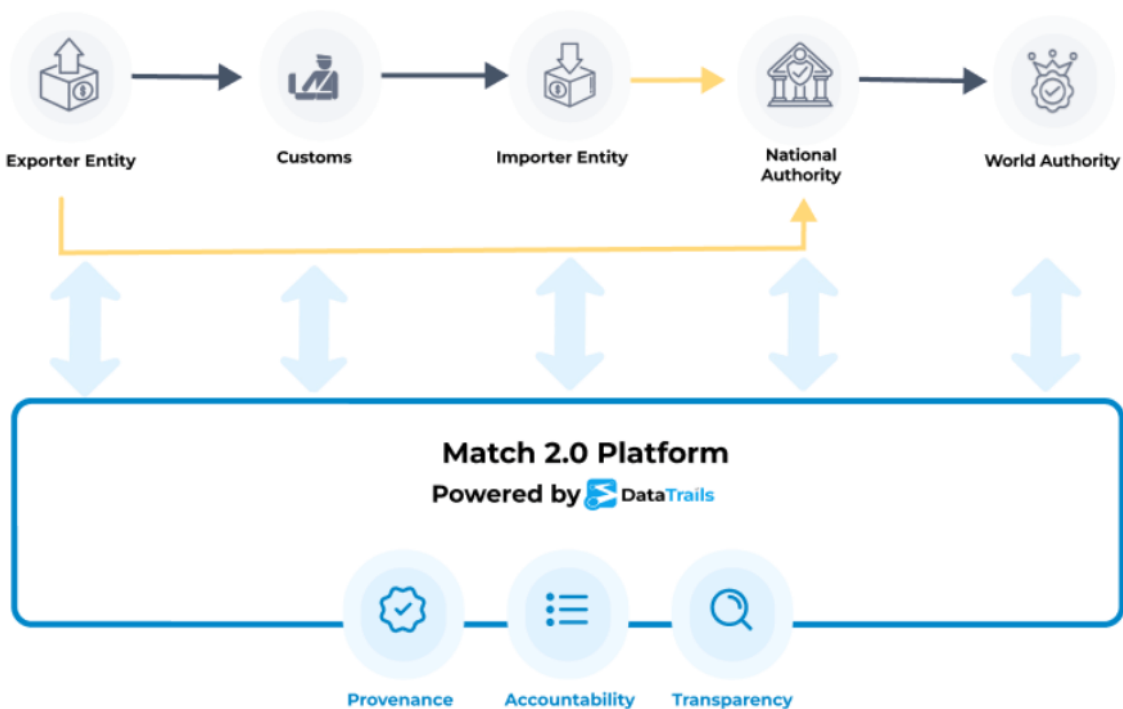 Exporter Entity
Customs
Importer Entity
National
Authority
World Authority
Match 2.0 Platform
Powered by DataTrails
Provenance
Accountability
Transparency